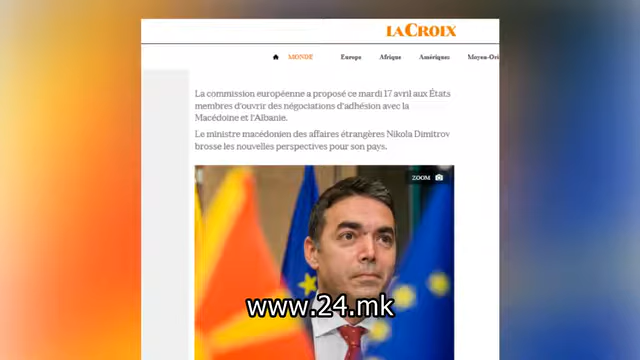 LACROIX
MONDE Europe Afrique Amériques Moyen-Ori
La commission européenne a proposé ce mardi 17 avril aux États
membres d'ouvrir des négociations d'adhésion avec la
Macédoine et l'Albanie.
Le ministre macédonien des affaires étrangères Nikola Dimitrov
brosse les nouvelles perspectives pour son pays.
ZOOM
www.24.mk